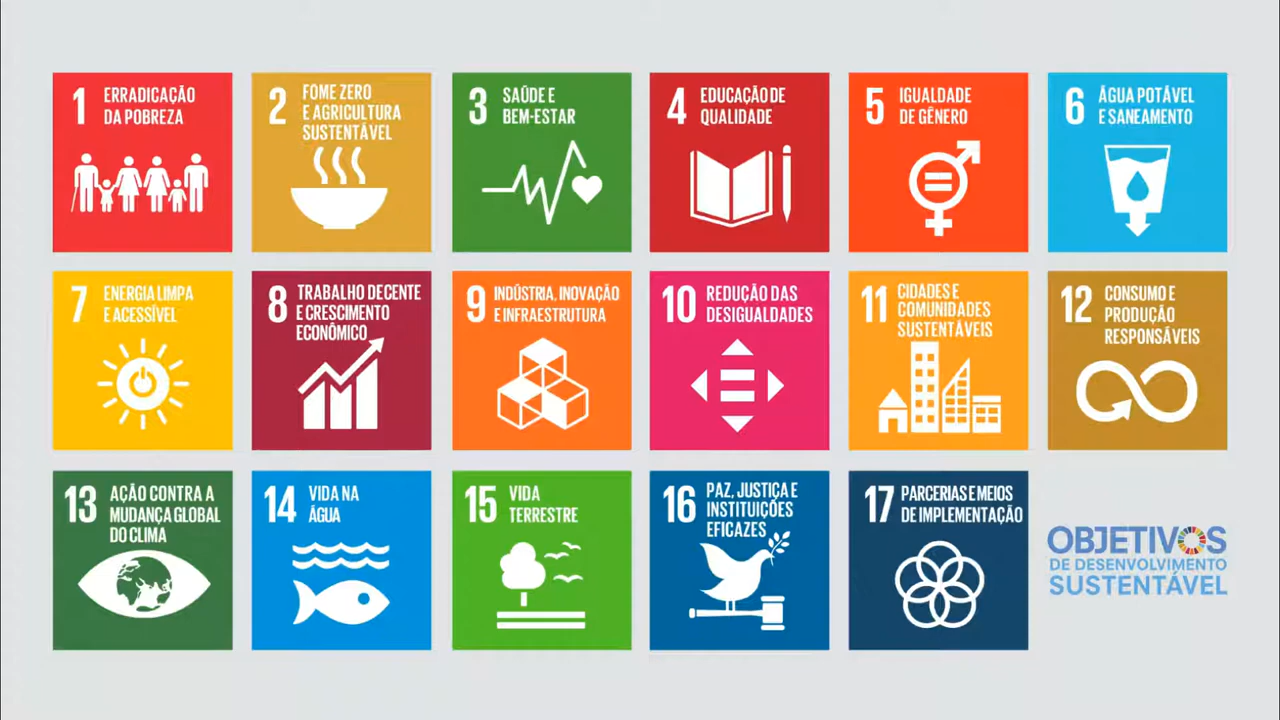 1 ERRADICAÇÃO
DA POBREZA
2 FOME ZERO
E AGRICULTURA
SUSTENTÁVEL
3 SAÚDE E
BEM-ESTAR
4 EDUCAÇÃO DE
QUALIDADE
5 IGUALDADE
DE GÊNERO
6 ÁGUA POTÁVEL
E SANEAMENTO
7 ENERGIA LIMPA
E ACESSÍVEL
8 TRABALHO DECENTE
E CRESCIMENTO
ECONÔMICO
9 INDÚSTRIA, INOVAÇÃO
E INFRAESTRUTURA
10 REDUÇÃO DAS
DESIGUALDADES
11 CIDADES E
COMUNIDADES
SUSTENTÁVEIS
12 CONSUMO E
PRODUÇÃO
RESPONSÁVEIS
13 AÇÃO CONTRA A
MUDANÇA GLOBAL
DO CLIMA
14 VIDA NA
ÁGUA
15 VIDA
TERRESTRE
16 PAZ, JUSTIÇA E
INSTITUIÇÕES
EFICAZES
17 PARCERIAS E MEIOS
DE IMPLEMENTAÇÃO
OBJETIVOS
DE DESENVOLVIMENTO
SUSTENTÁVEL